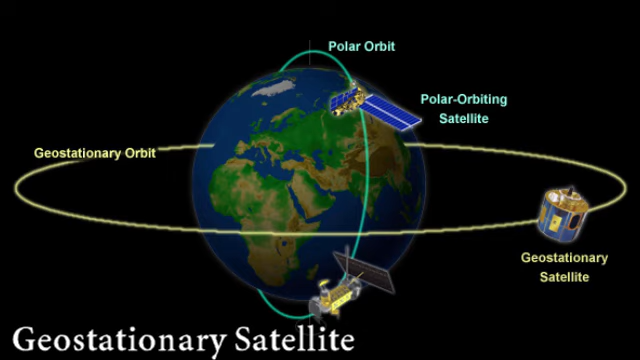 Polar Orbit
Polar-Orbiting
Satellite
Geostationary Orbit
Geostationary
Satellite
Geostationary Satellite